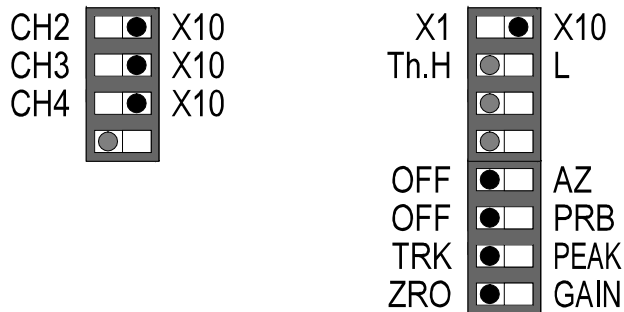 CH2 X10
CH3 X10
CH4 X10
X1 X10
Th.H L
OFF AZ
OFF PRB
TRK PEAK
ZRO GAIN